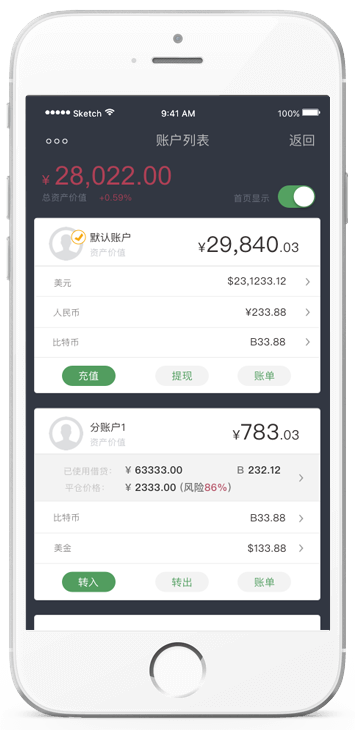 Sketch 9:41 AM 100%
账户列表 返回
¥ 28,022.00
总资产价值 +0.59% 首页显示
默认账户 ¥29,840.03
资产价值
美元 $23,1233.12
人民币 ¥233.88
比特币 B33.88
充值 提现 账单
分账户1 ¥783.03
资产价值
已使用借贷: ¥ 63333.00 B 232.12
平仓价格: ¥ 2333.00 (风险86%)
比特币 B33.88
美金 $133.88
转入 转出 账单